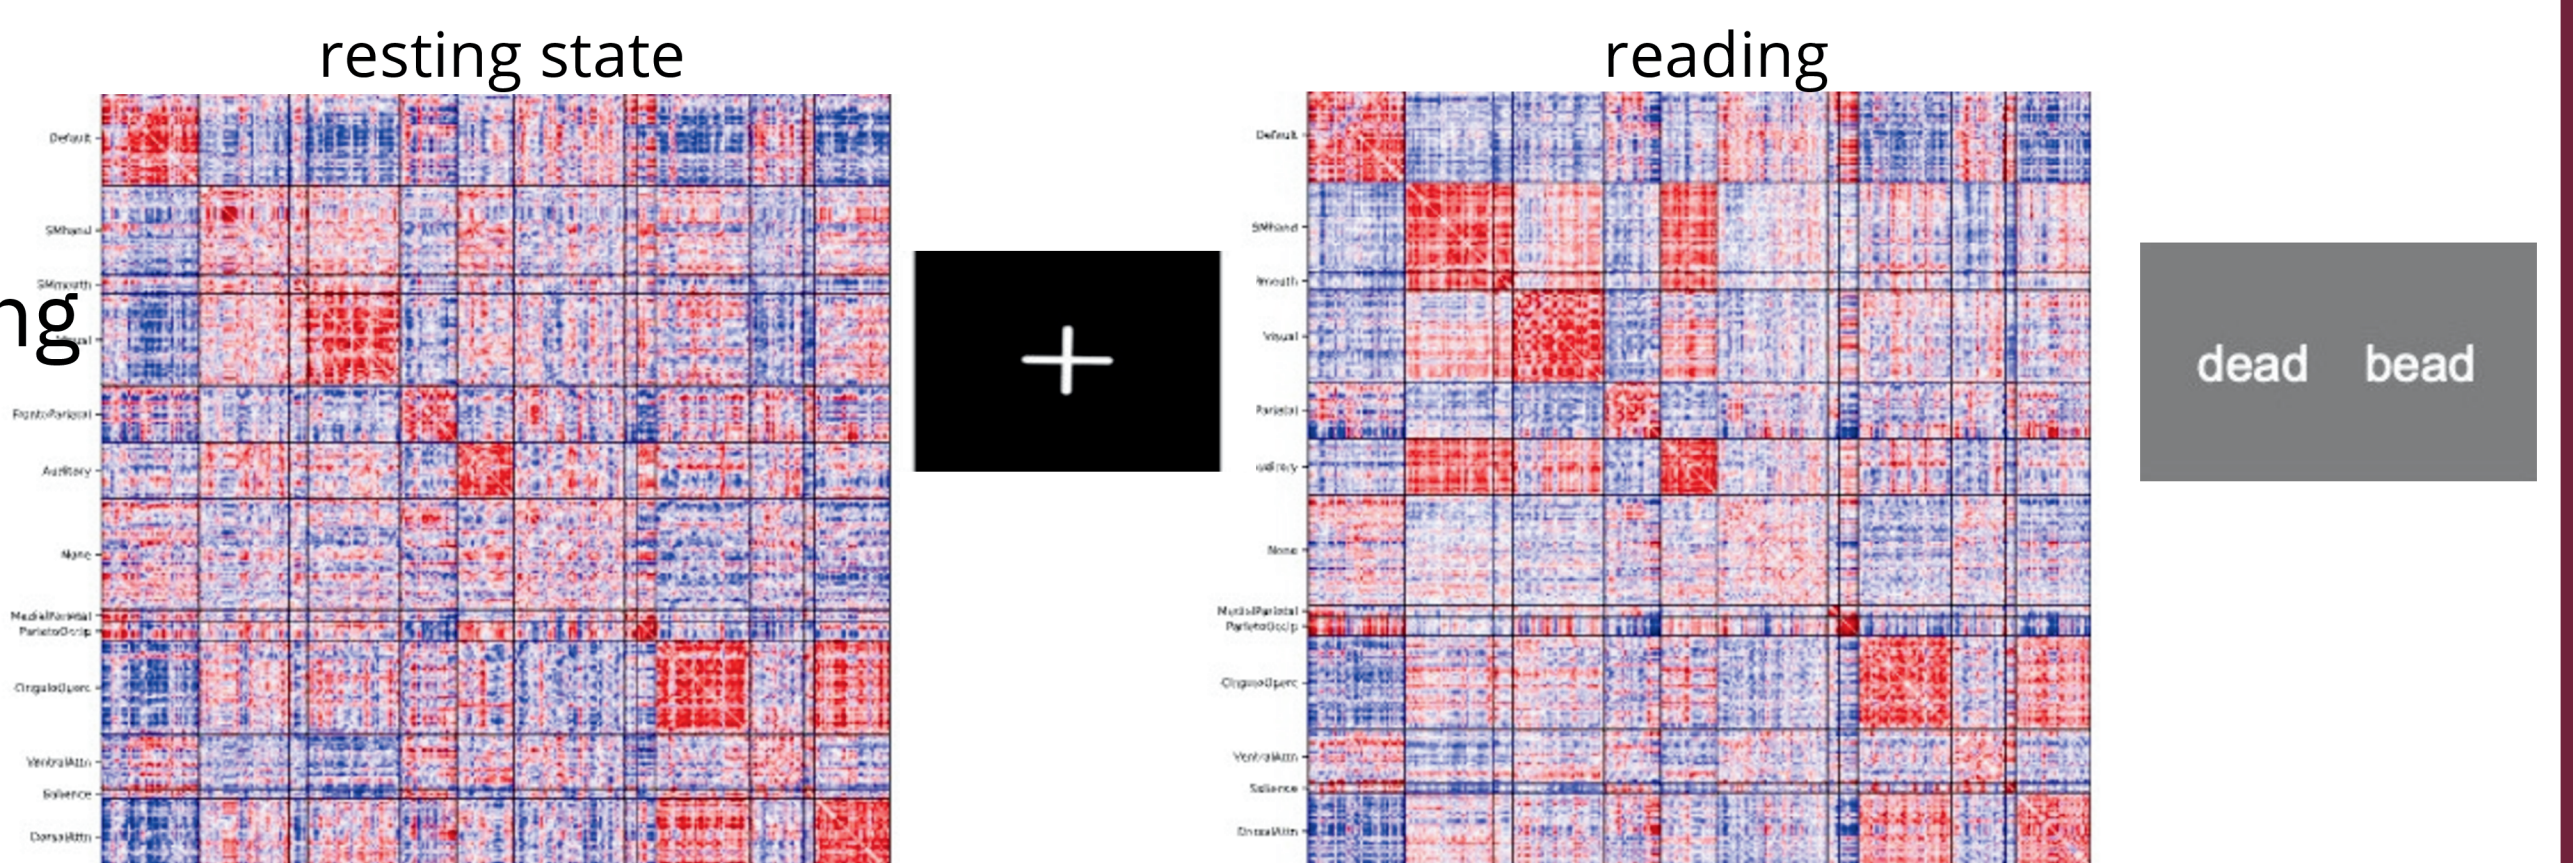 resting state
Default
SMhand
SMmouth
ng
FrontoParietal
Auditory
None
MedialParietal
ParietoOccip
CinguloOperc
VentralAttn
Salience
DorsalAttn
reading
Default
SMhand
Visual
Parietal
None
MedialParietal
ParietoOccip
CinguloOperc
VentralAttn
Salience
DorsalAttn
dead bead